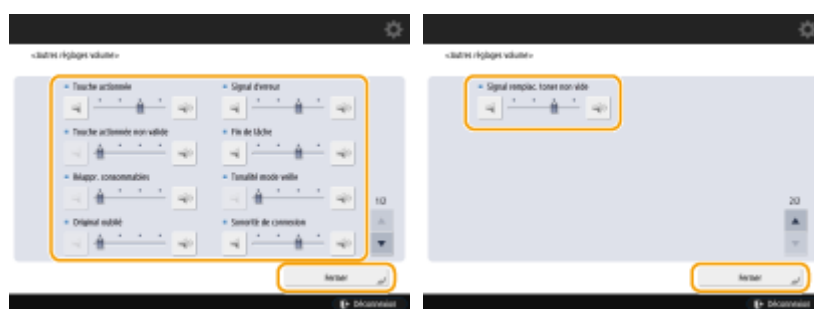 <Autres réglages volume>
Touche actionnée
Signal d'erreur
Touche actionnée non valide
Fin de tâche
Réappr. consommables
Tonalité mode veille
Original oublié
Sonorité de connexion
1/2
Fermer
Déconnexion
<Autres réglages volume>
Signal remplac. toner non vide
2/2
Fermer
Déconnexion